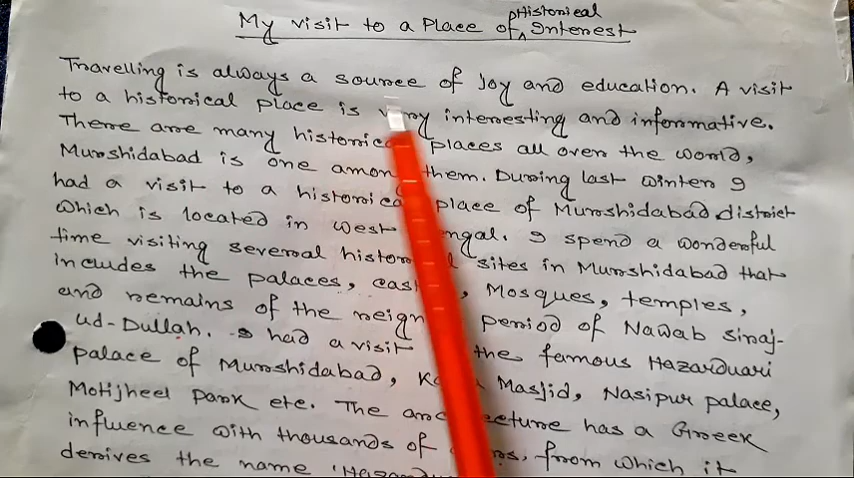 My visit to a Place of Historical Interest
Travelling is always a source of Joy and education. A visit
to a historical place is very interesting and informative.
There are many historical places all over the world,
Murshidabad is one among them. During last winter I
had a visit to a historical place of Murshidabad district
which is located in West Bengal. I spend a wonderful
time visiting several historical sites in Murshidabad that
includes the palaces, Mosques, temples,
and remains of the reign period of Nawab Siraj-
ud-Dullah. I had a visit the famous Hazarduari
palace of Murshidabad, Masjid, Nasipur palace,
Motijheel Park etc. The architecture has a Greek
influence with thousands of from which it
derives the name